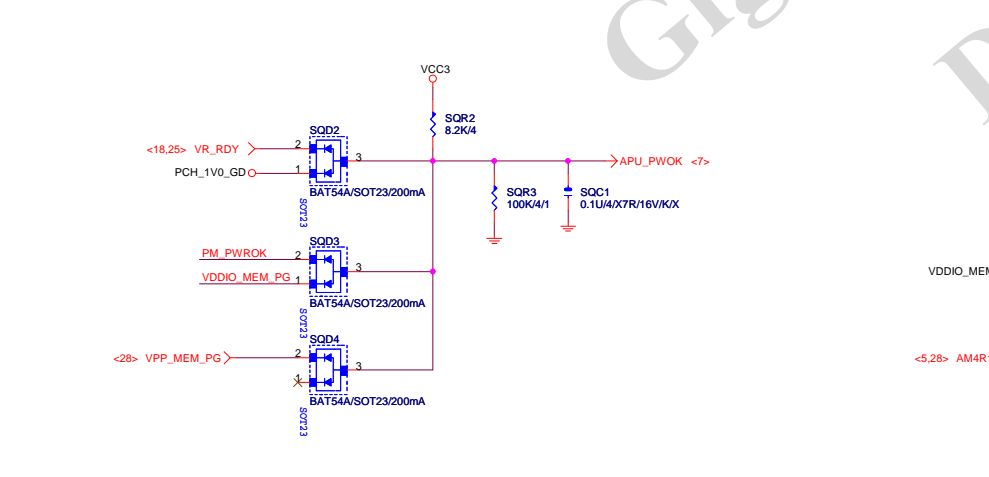 VCC3
SQR2
8.2K/4
SQD2
<18,25> VR_RDY
2
3
APU_PWOK <7>
PCH_1V0_GD
1
BAT54A/SOT23/200mA
SOT23
SQR3
100K/4/1
SQC1
0.1U/4/X7R/16V/K/X
SQD3
PM_PWROK
2
3
VDDIO_MEM_PG
1
BAT54A/SOT23/200mA
SOT23
VDDIO_MEM
SQD4
<28> VPP_MEM_PG
2
3
1
BAT54A/SOT23/200mA
SOT23
<5,28> AM4R
Gig